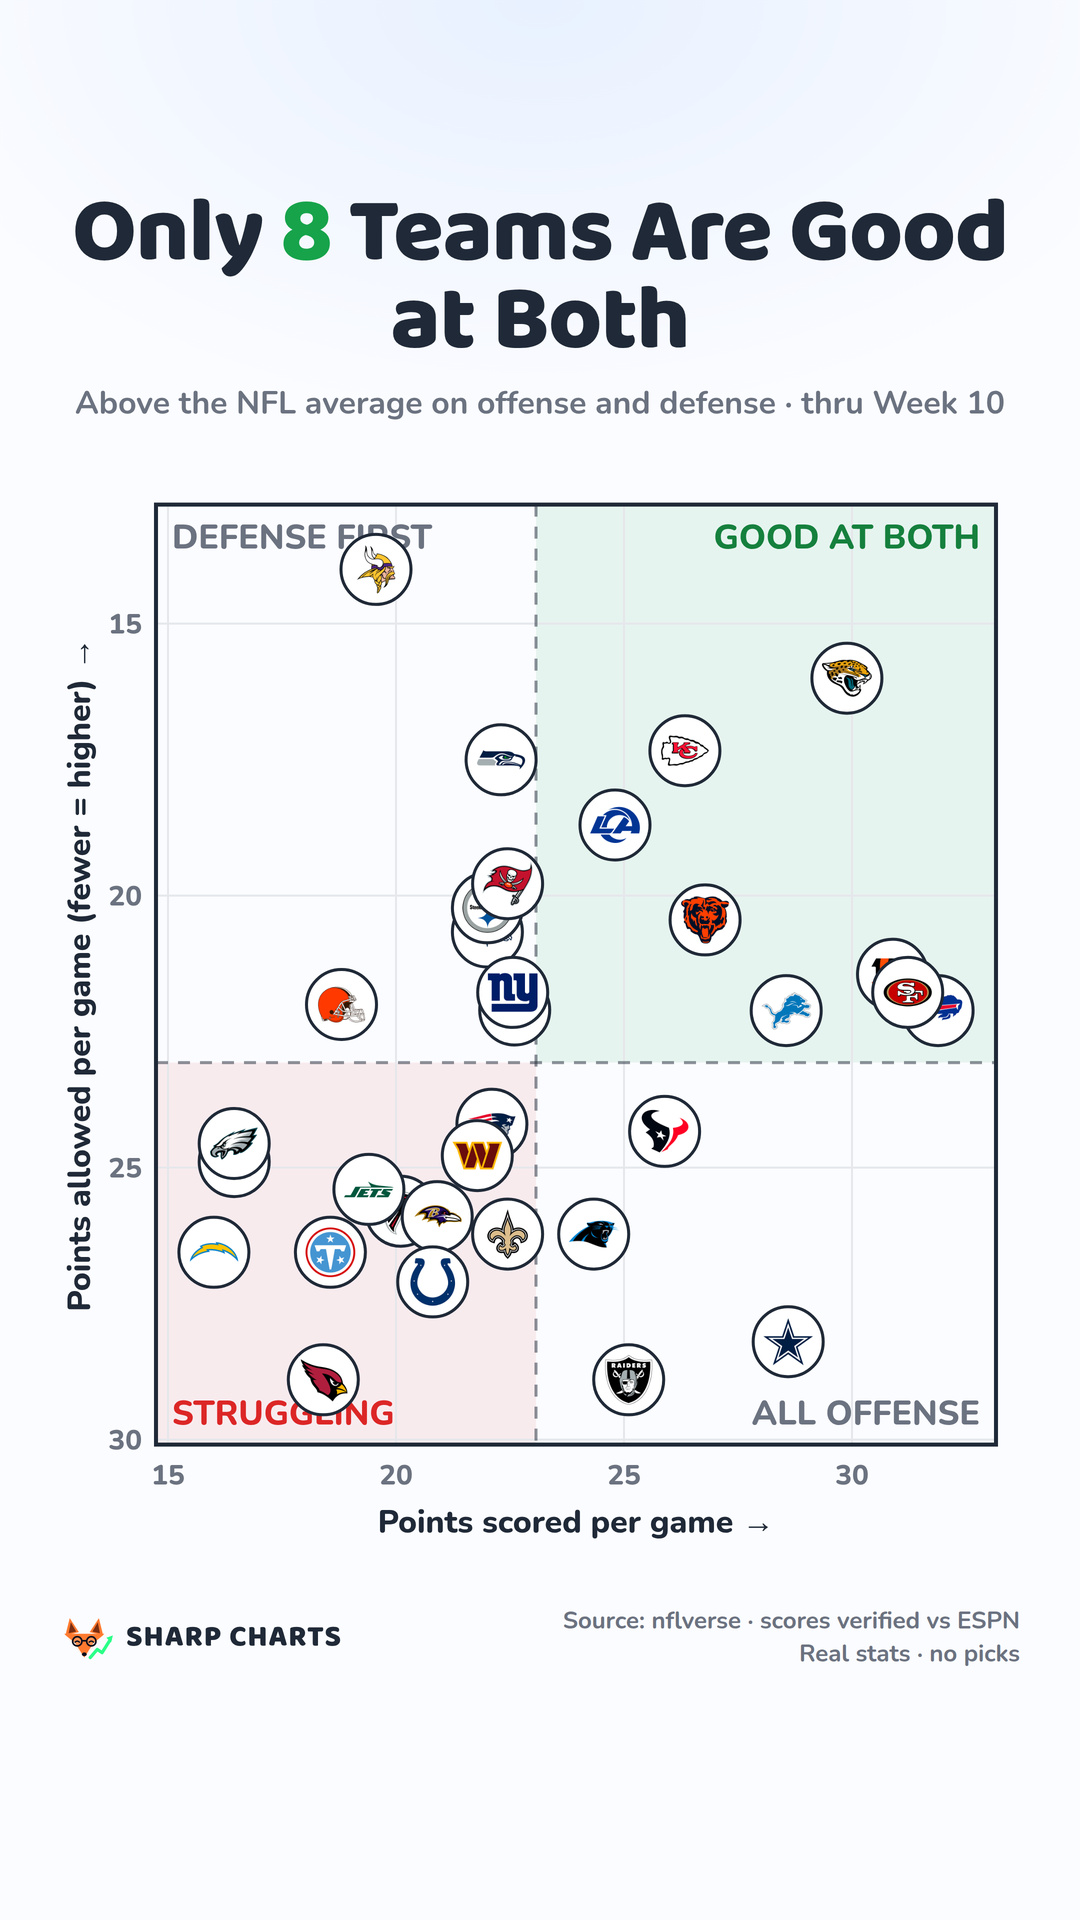 Only 8 Teams Are Good
at Both
Above the NFL average on offense and defense · thru Week 10
DEFENSE FIRST
GOOD AT BOTH
Points allowed per game (fewer = higher) →
15
20
25
30
KC
LA
ny
W
JETS
B
SF
RAIDERS
STRUGGLING
ALL OFFENSE
15
20
25
30
Points scored per game →
SHARP CHARTS
Source: nflverse · scores verified vs ESPN
Real stats · no picks